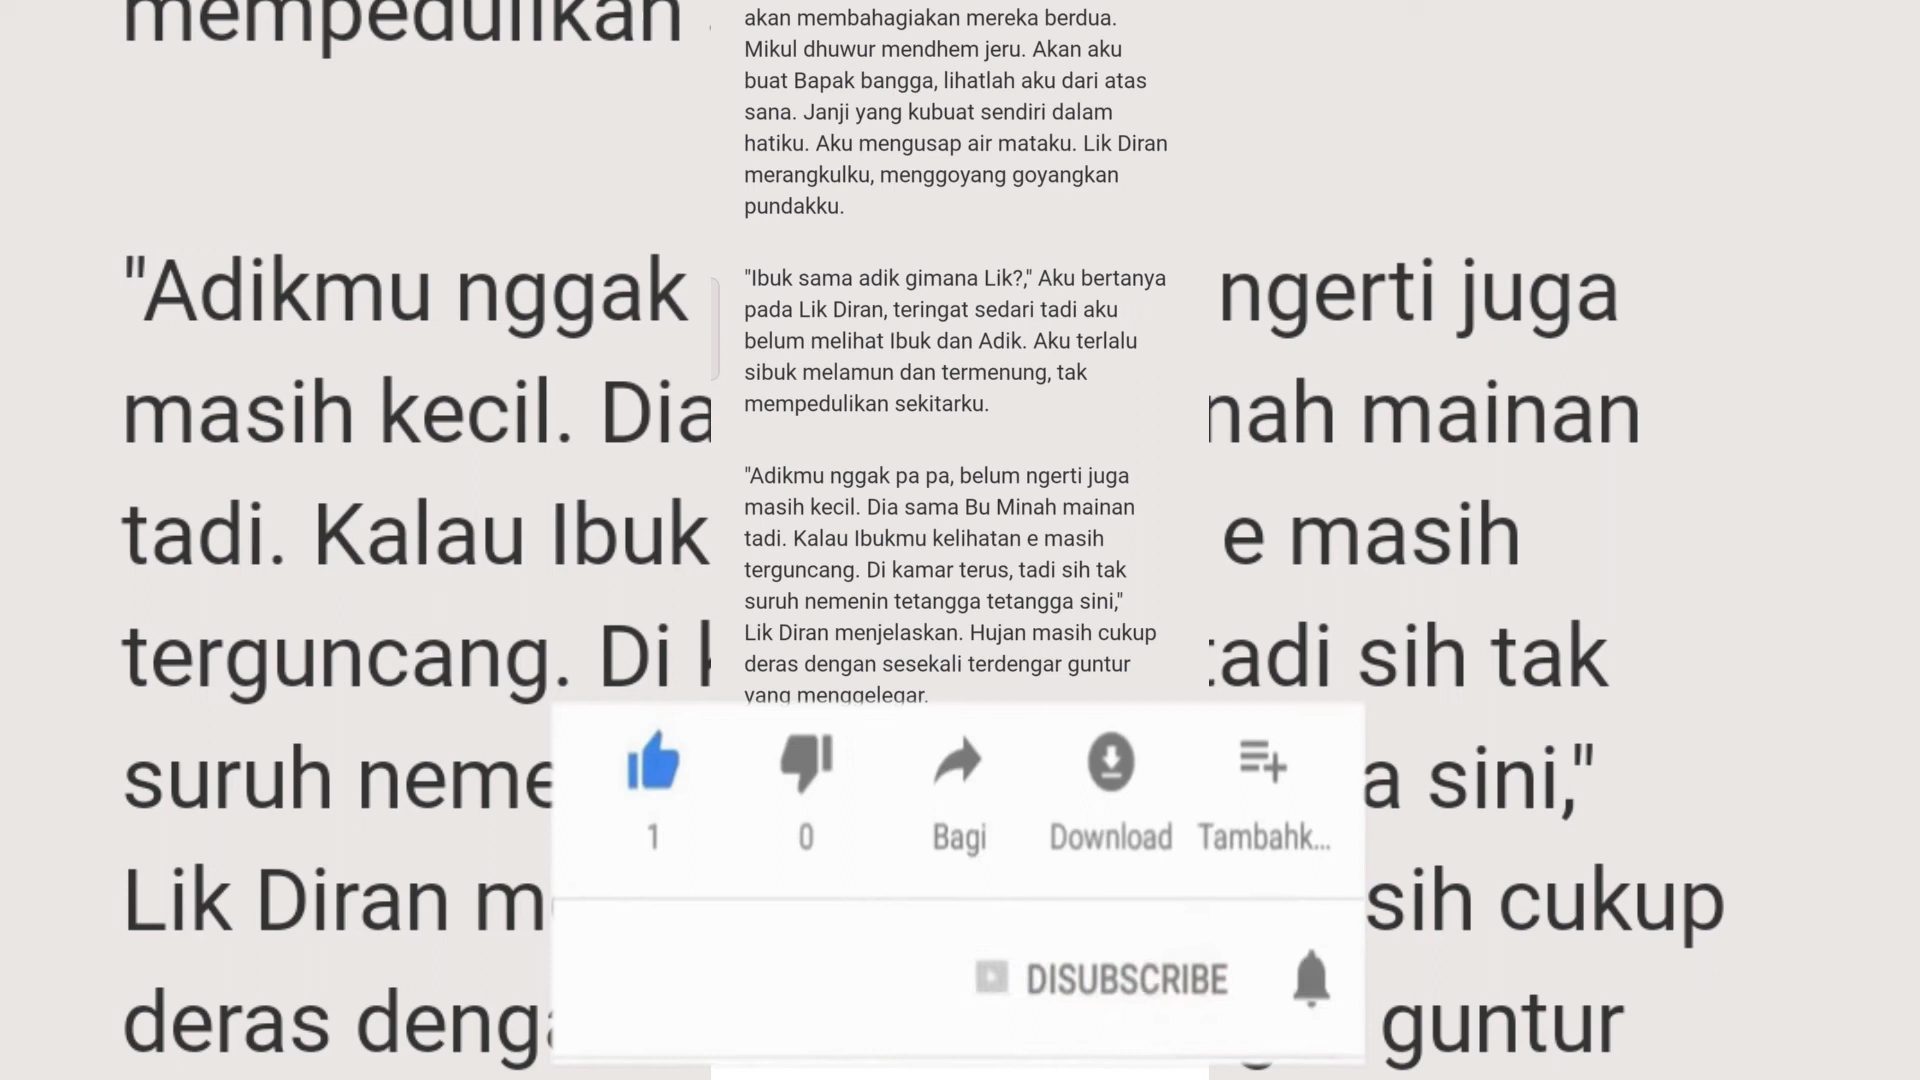 akan membahagiakan mereka berdua.
Mikul dhuwur mendhem jeru. Akan aku
buat Bapak bangga, lihatlah aku dari atas
sana. Janji yang kubuat sendiri dalam
hatiku. Aku mengusap air mataku. Lik Diran
merangkulku, menggoyang goyangkan
pundakku.
"Ibuk sama adik gimana Lik?," Aku bertanya
pada Lik Diran, teringat sedari tadi aku
belum melihat Ibuk dan Adik. Aku terlalu
sibuk melamun dan termenung, tak
mempedulikan sekitarku.
"Adikmu nggak pa pa, belum ngerti juga
masih kecil. Dia sama Bu Minah mainan
tadi. Kalau Ibukmu kelihatan e masih
terguncang. Di kamar terus, tadi sih tak
suruh nemenin tetangga tetangga sini,"
Lik Diran menjelaskan. Hujan masih cukup
deras dengan sesekali terdengar guntur
yang menggelegar.
mempedulikan
"Adikmu nggak ngerti juga
masih kecil. Dia mainan
tadi. Kalau Ibuk e masih
terguncang. Di tadi sih tak
suruh sini,"
Lik Diran cukup
deras guntur
1 0 Bagi Download Tambahk...
DISUBSCRIBE